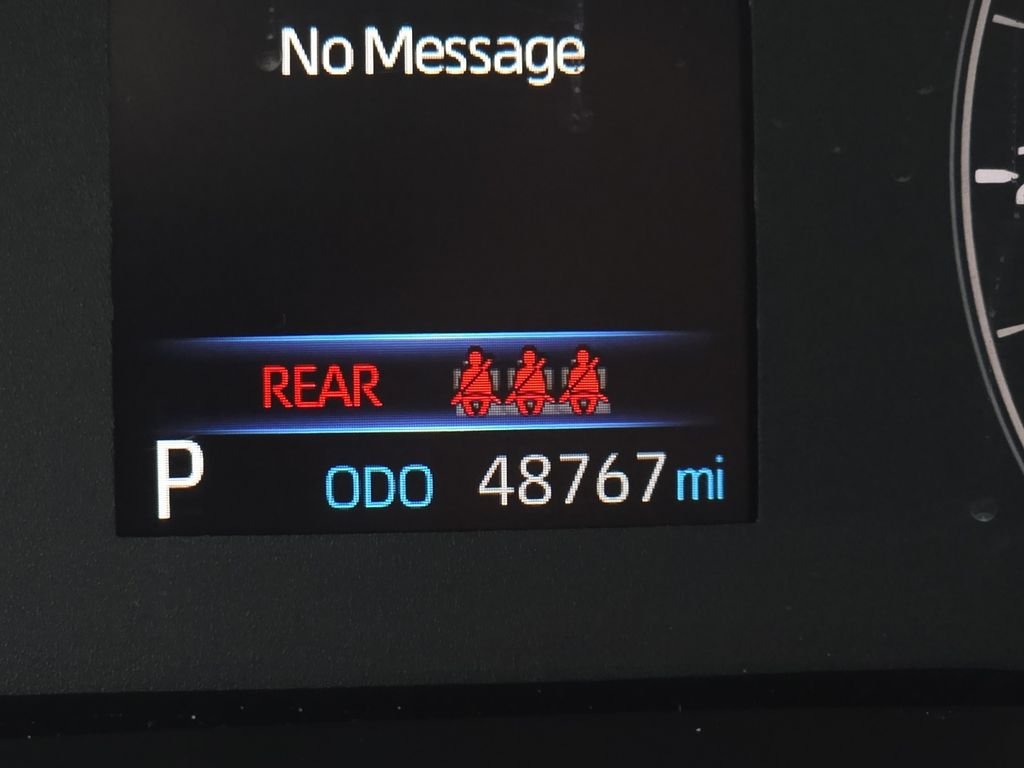 No Message
REAR
P ODO 48767 mi